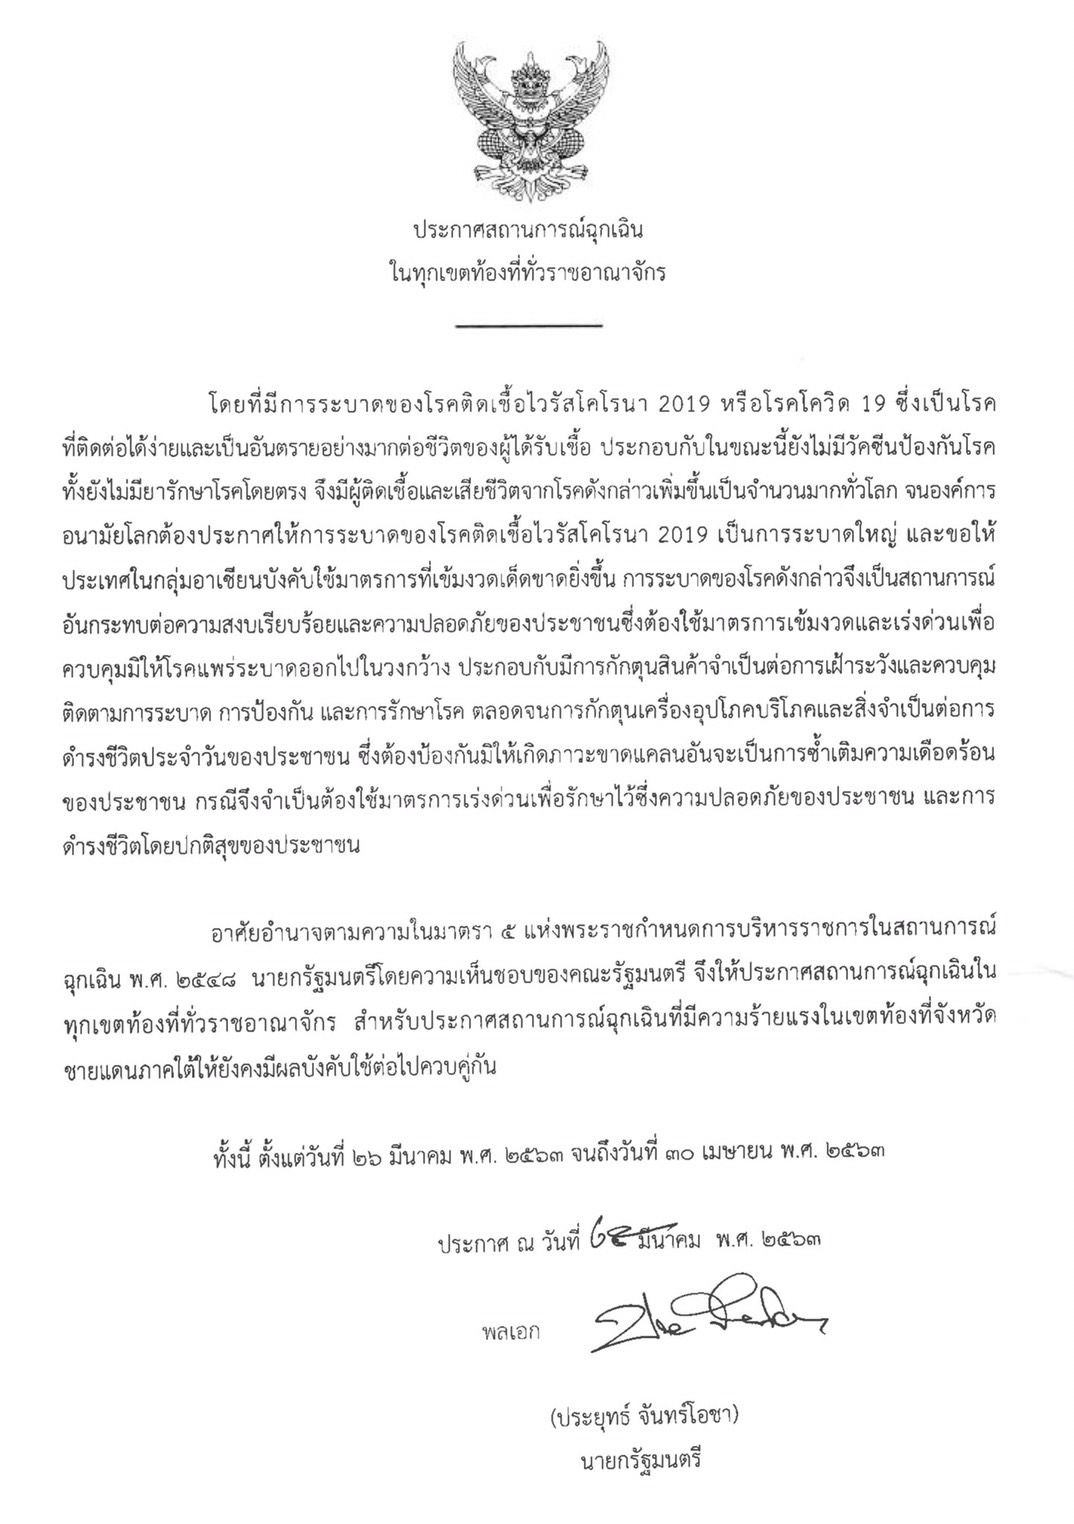 ประกาศสถานการณ์ฉุกเฉิน
ในทุกเขตท้องที่ทั่วราชอาณาจักร
โดยที่มีการระบาดของโรคติดเชื้อไวรัสโคโรนา 2019 หรือโรคโควิด 19 ซึ่งเป็นโรค
ที่ติดต่อได้ง่ายและเป็นอันตรายอย่างมากต่อชีวิตของผู้ได้รับเชื้อ ประกอบกับในขณะนี้ยังไม่มีวัคซีนป้องกันโรค
ทั้งยังไม่มียารักษาโรคโดยตรง จึงมีผู้ติดเชื้อและเสียชีวิตจากโรคดังกล่าวเพิ่มขึ้นเป็นจำนวนมากทั่วโลก จนองค์การ
อนามัยโลกต้องประกาศให้การระบาดของโรคติดเชื้อไวรัสโคโรนา 2019 เป็นการระบาดใหญ่ และขอให้
ประเทศในกลุ่มอาเซียนบังคับใช้มาตรการที่เข้มงวดเด็ดขาดยิ่งขึ้น การระบาดของโรคดังกล่าวจึงเป็นสถานการณ์
อันกระทบต่อความสงบเรียบร้อยและความปลอดภัยของประชาชนซึ่งต้องใช้มาตรการเข้มงวดและเร่งด่วนเพื่อ
ควบคุมมิให้โรคแพร่ระบาดออกไปในวงกว้าง ประกอบกับมีการกักตุนสินค้าจำเป็นต่อการเฝ้าระวังและควบคุม
ติดตามการระบาด การป้องกัน และการรักษาโรค ตลอดจนการกักตุนเครื่องอุปโภคบริโภคและสิ่งจำเป็นต่อการ
ดำรงชีวิตประจำวันของประชาชน ซึ่งต้องป้องกันมิให้เกิดภาวะขาดแคลนอันจะเป็นการซ้ำเติมความเดือดร้อน
ของประชาชน กรณีจึงจำเป็นต้องใช้มาตรการเร่งด่วนเพื่อรักษาไว้ซึ่งความปลอดภัยของประชาชน และการ
ดำรงชีวิตโดยปกติสุขของประชาชน
อาศัยอำนาจตามความในมาตรา ๕ แห่งพระราชกำหนดการบริหารราชการในสถานการณ์
ฉุกเฉิน พ.ศ. ๒๕๔๘ นายกรัฐมนตรีโดยความเห็นชอบของคณะรัฐมนตรี จึงให้ประกาศสถานการณ์ฉุกเฉินใน
ทุกเขตท้องที่ทั่วราชอาณาจักร สำหรับประกาศสถานการณ์ฉุกเฉินที่มีความร้ายแรงในเขตท้องที่จังหวัด
ชายแดนภาคใต้ให้ยังคงมีผลบังคับใช้ต่อไปควบคู่กัน
ทั้งนี้ ตั้งแต่วันที่ ๒๖ มีนาคม พ.ศ. ๒๕๖๓ จนถึงวันที่ ๓๐ เมษายน พ.ศ. ๒๕๖๓
ประกาศ ณ วันที่ ๒๕ มีนาคม พ.ศ. ๒๕๖๓
พลเอก
(ประยุทธ์ จันทร์โอชา)
นายกรัฐมนตรี